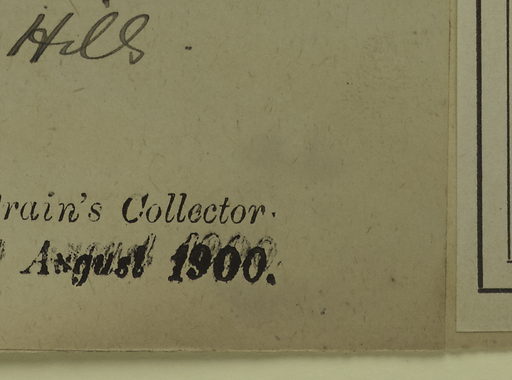 Hills.
rain's Collector.
August 1900.